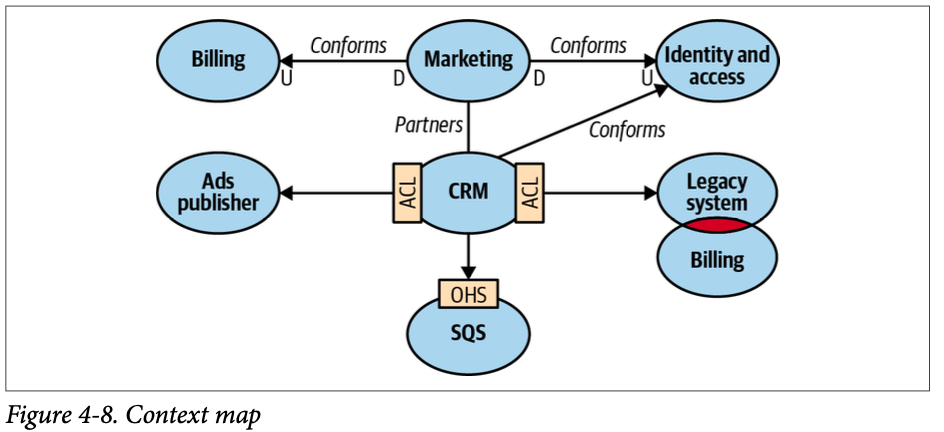 Conforms
Conforms
Billing
Marketing
Identity and
access
U
D
D
U
Partners
Conforms
Ads
publisher
ACL
CRM
ACL
Legacy
system
Billing
OHS
SQS
Figure 4-8. Context map